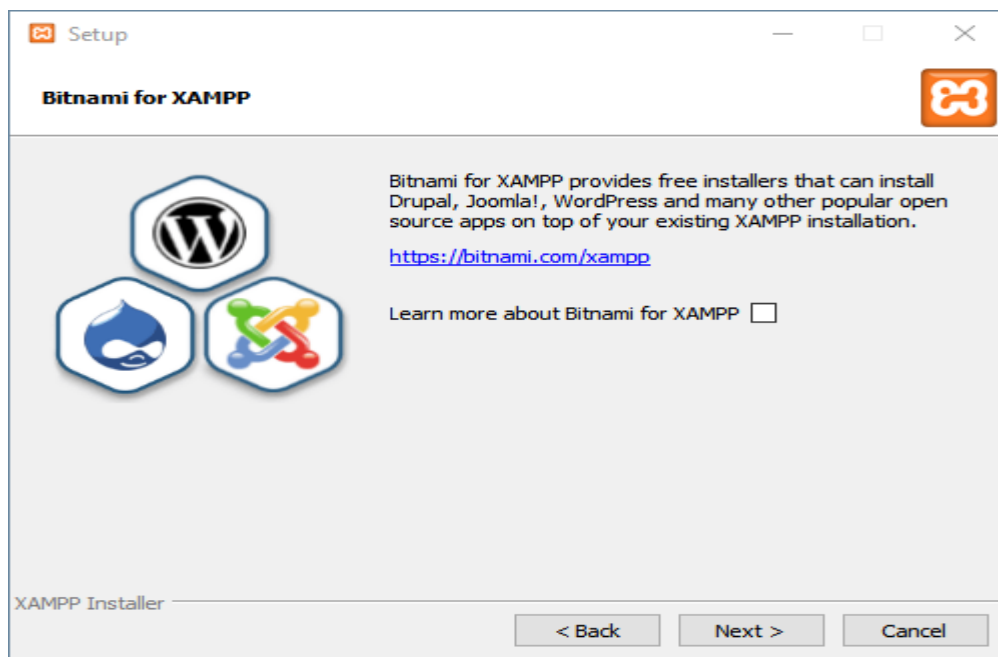 Setup
Bitnami for XAMPP
Bitnami for XAMPP provides free installers that can install
Drupal, Joomla!, WordPress and many other popular open
source apps on top of your existing XAMPP installation.
https://bitnami.com/xampp
Learn more about Bitnami for XAMPP
XAMPP Installer
< Back
Next >
Cancel